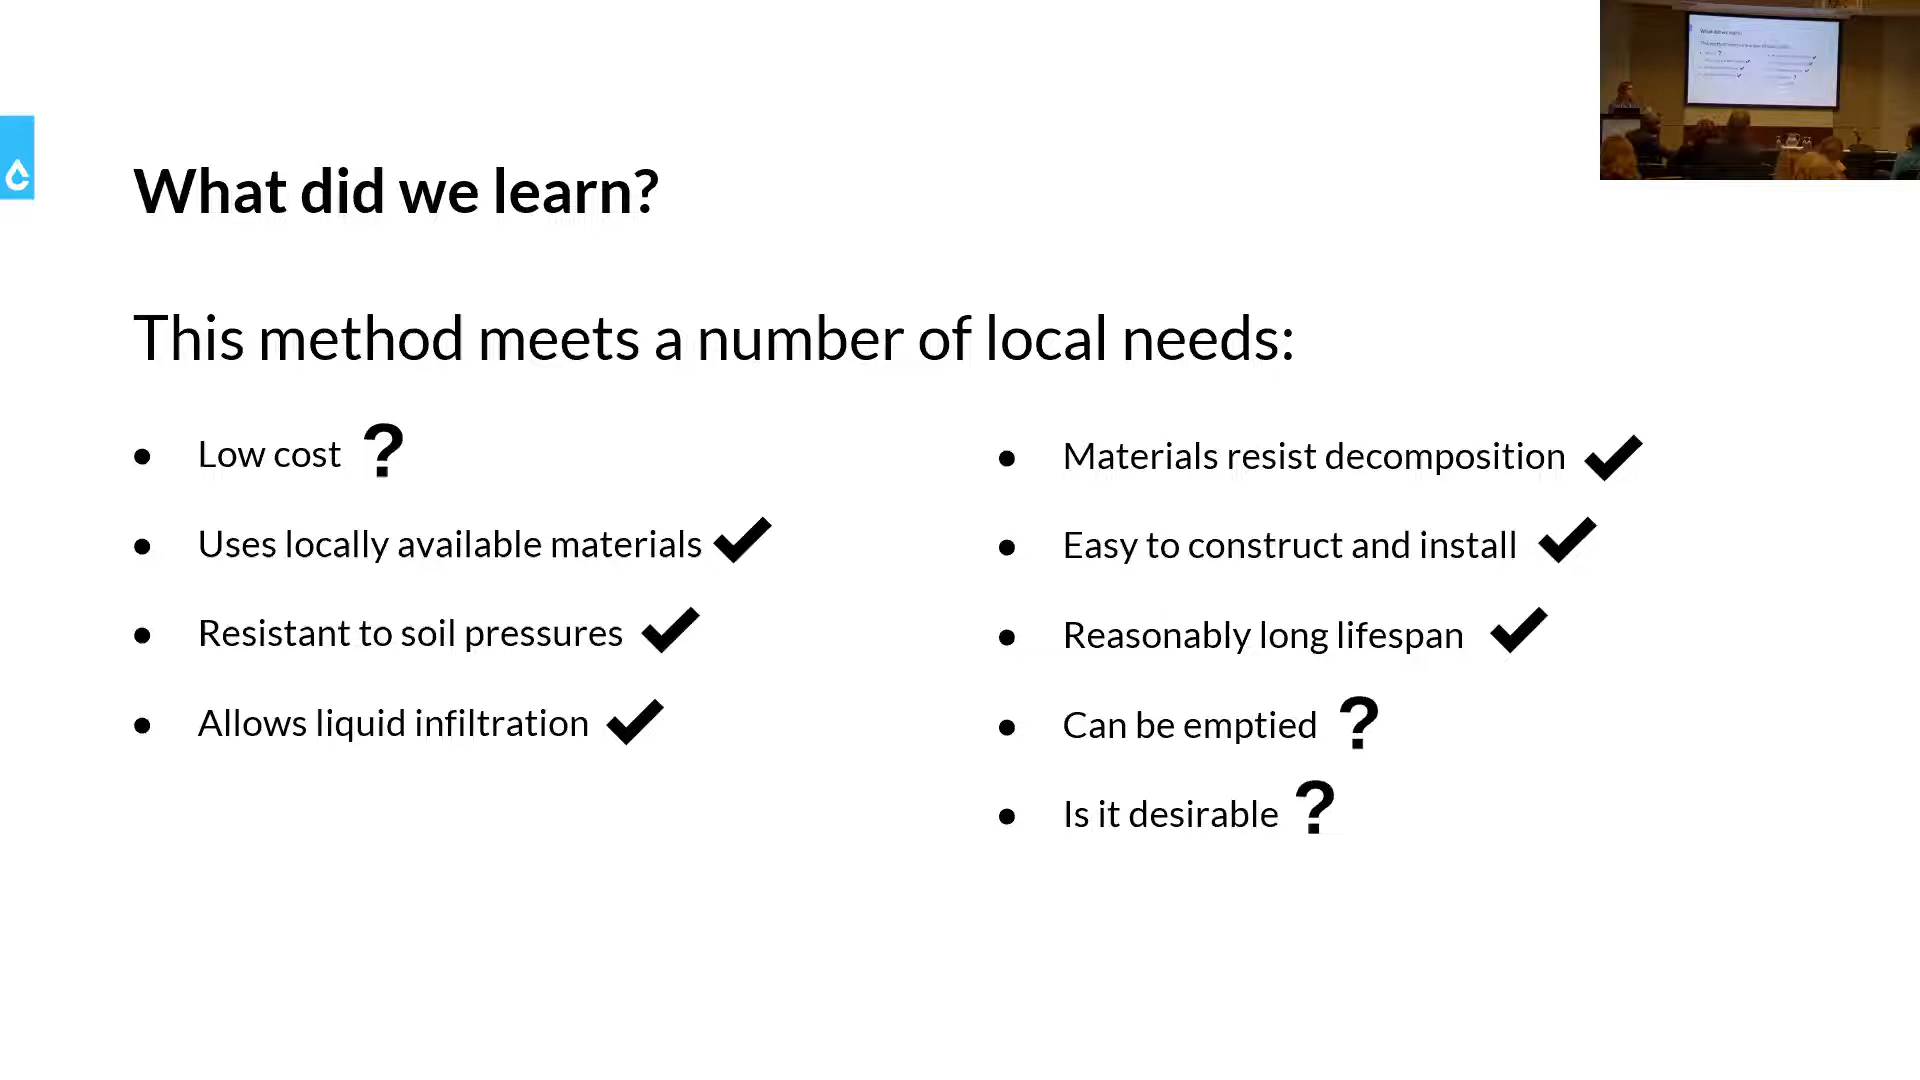 What did we learn?
This method meets a number of local needs:
• Low cost ?
• Uses locally available materials ✔
• Resistant to soil pressures ✔
• Allows liquid infiltration ✔
• Materials resist decomposition ✔
• Easy to construct and install ✔
• Reasonably long lifespan ✔
• Can be emptied ?
• Is it desirable ?